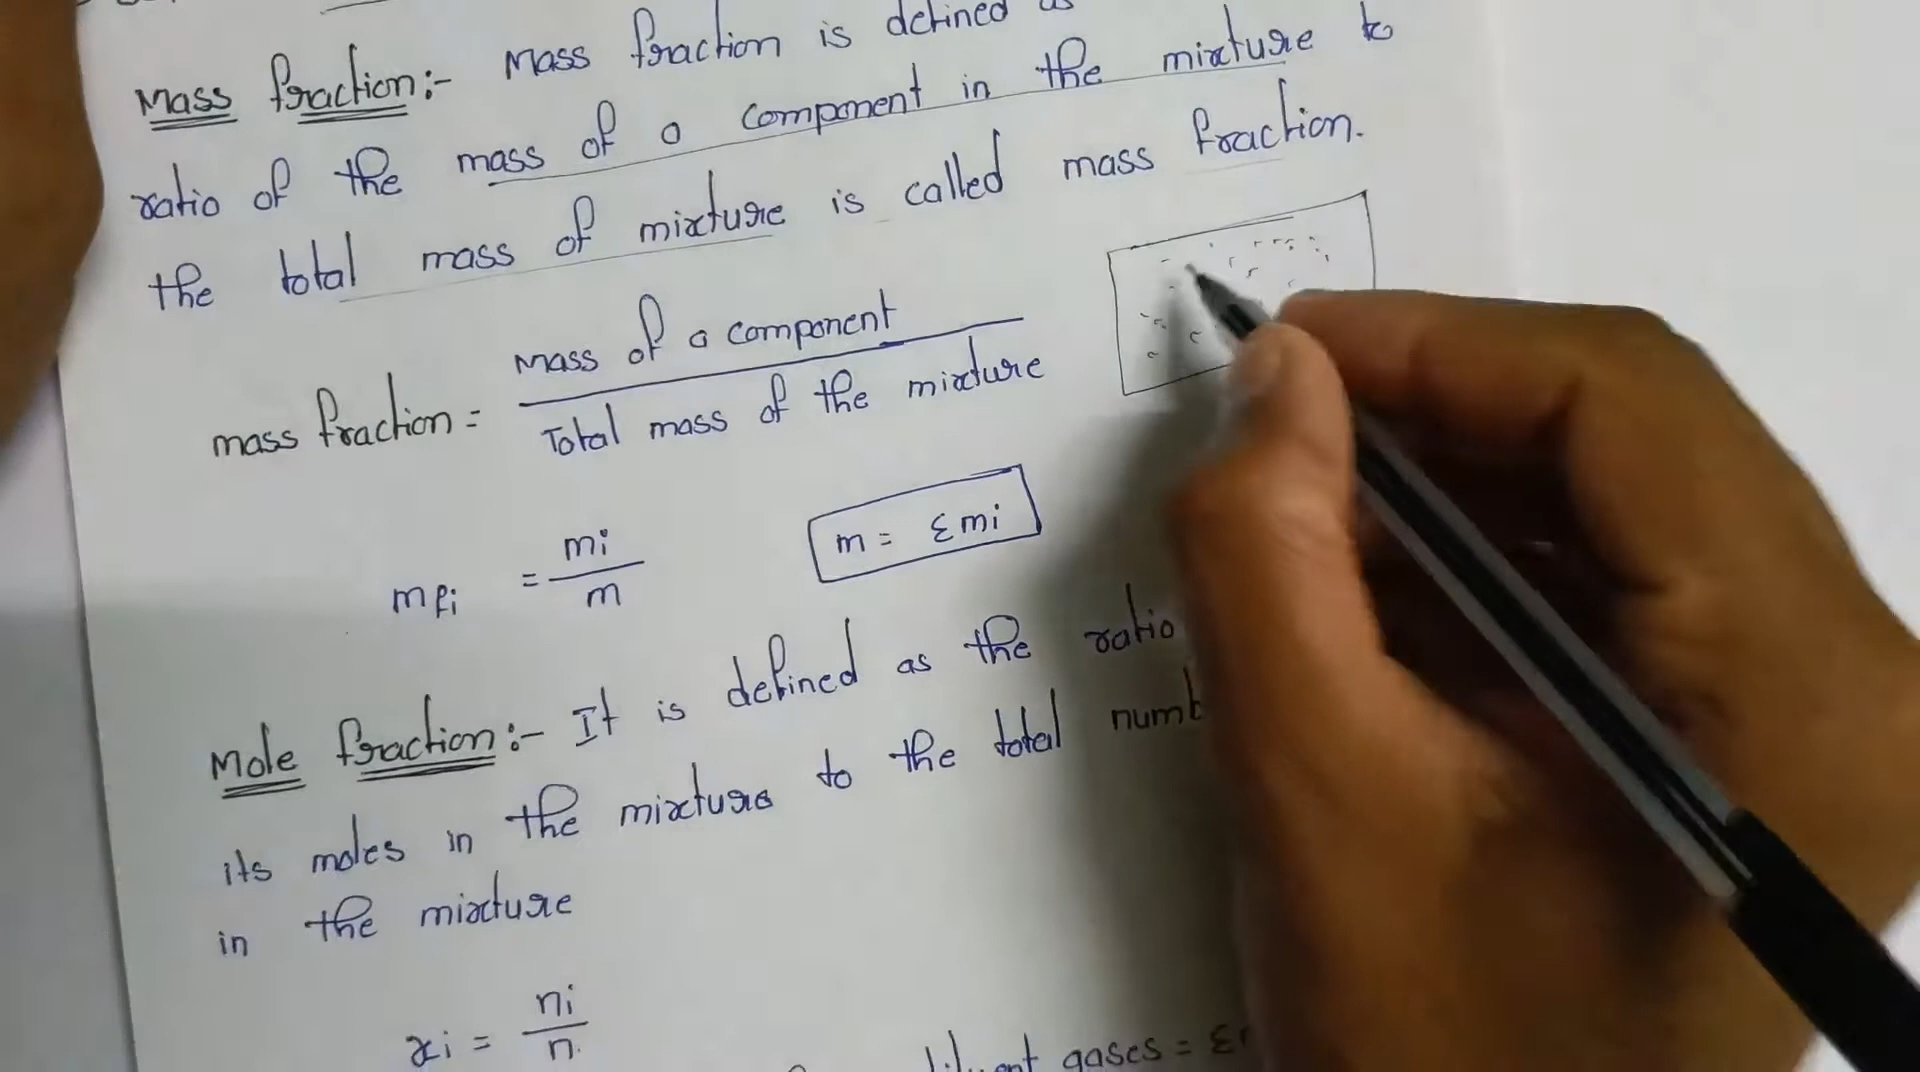 Mass fraction:- Mass fraction is defined as
ratio of the mass of a component in the mixture to
the total mass of mixture is called mass fraction.
mass fraction = Mass of a component
Total mass of the mixture
mfi = mi / m
m = Σmi
Mole fraction:- It is defined as the ratio
its moles in the mixture to the total numb
in the mixture
xi = ni / n
gases = Σ